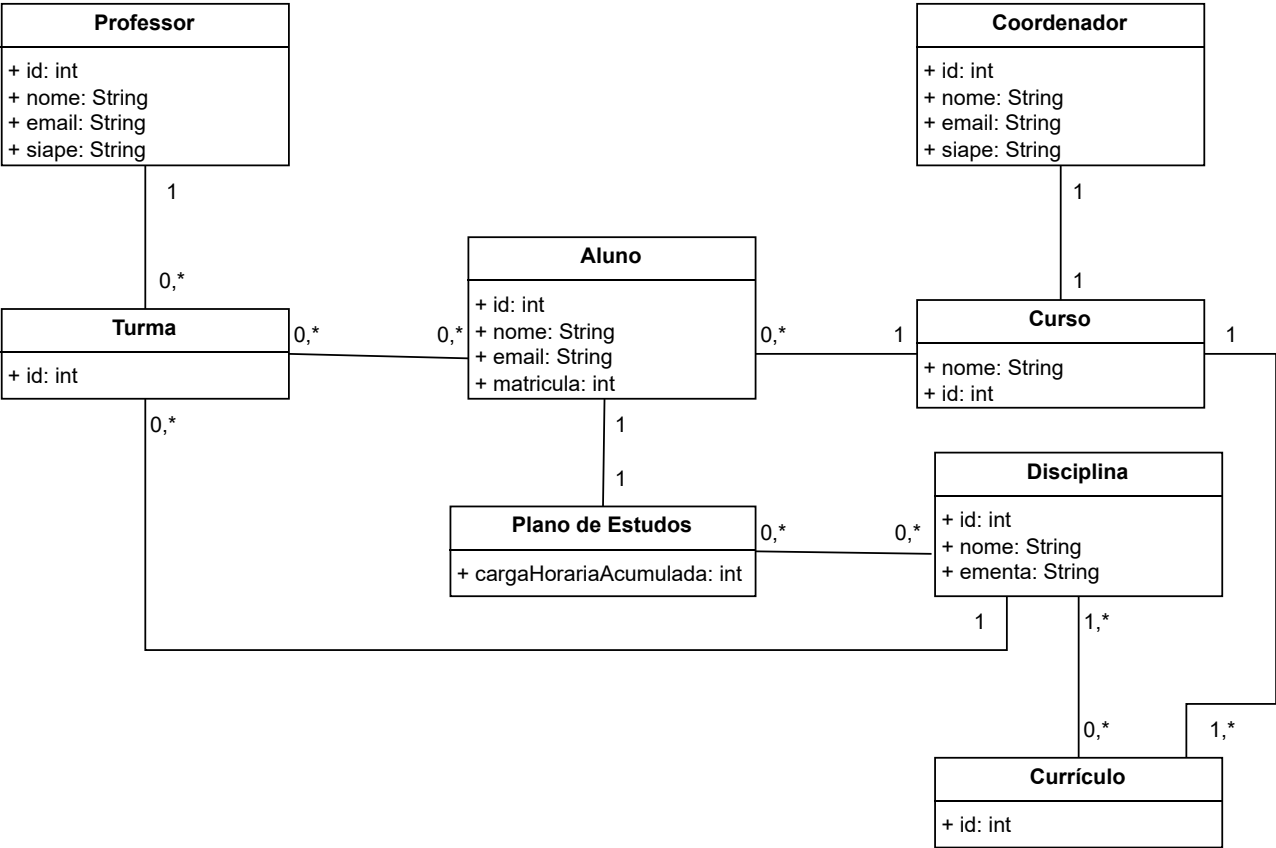 Professor
+ id: int
+ nome: String
+ email: String
+ siape: String
Coordenador
+ id: int
+ nome: String
+ email: String
+ siape: String
1
1
0,*
1
Aluno
+ id: int
+ nome: String
+ email: String
+ matricula: int
Turma
+ id: int
0,*
0,*
0,*
1
Curso
+ nome: String
+ id: int
1
0,*
1
1
Plano de Estudos
+ cargaHorariaAcumulada: int
0,*
0,*
Disciplina
+ id: int
+ nome: String
+ ementa: String
1
1,*
0,*
1,*
Currículo
+ id: int